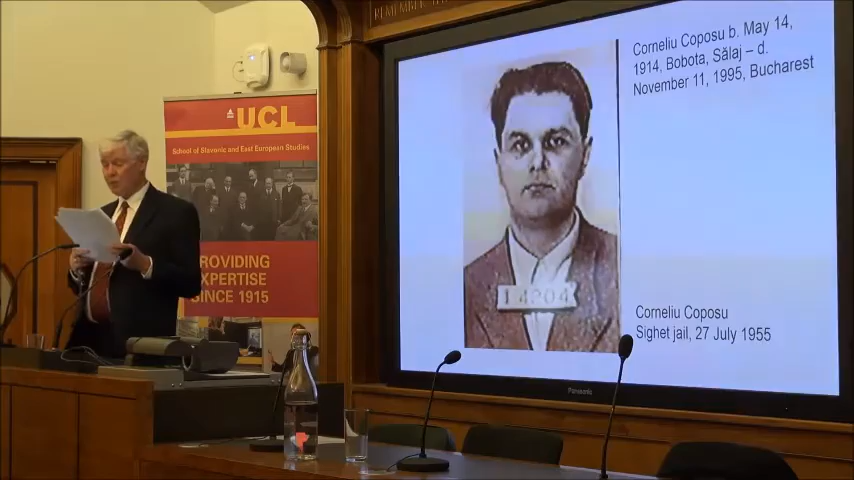 REMEMBER
Corneliu Coposu b. May 14,
1914, Bobota, Sălaj – d.
November 11, 1995, Bucharest
14204
Corneliu Coposu
Sighet jail, 27 July 1955
Panasonic
UCL
School of Slavonic and East European Studies
PROVIDING
EXPERTISE
SINCE 1915